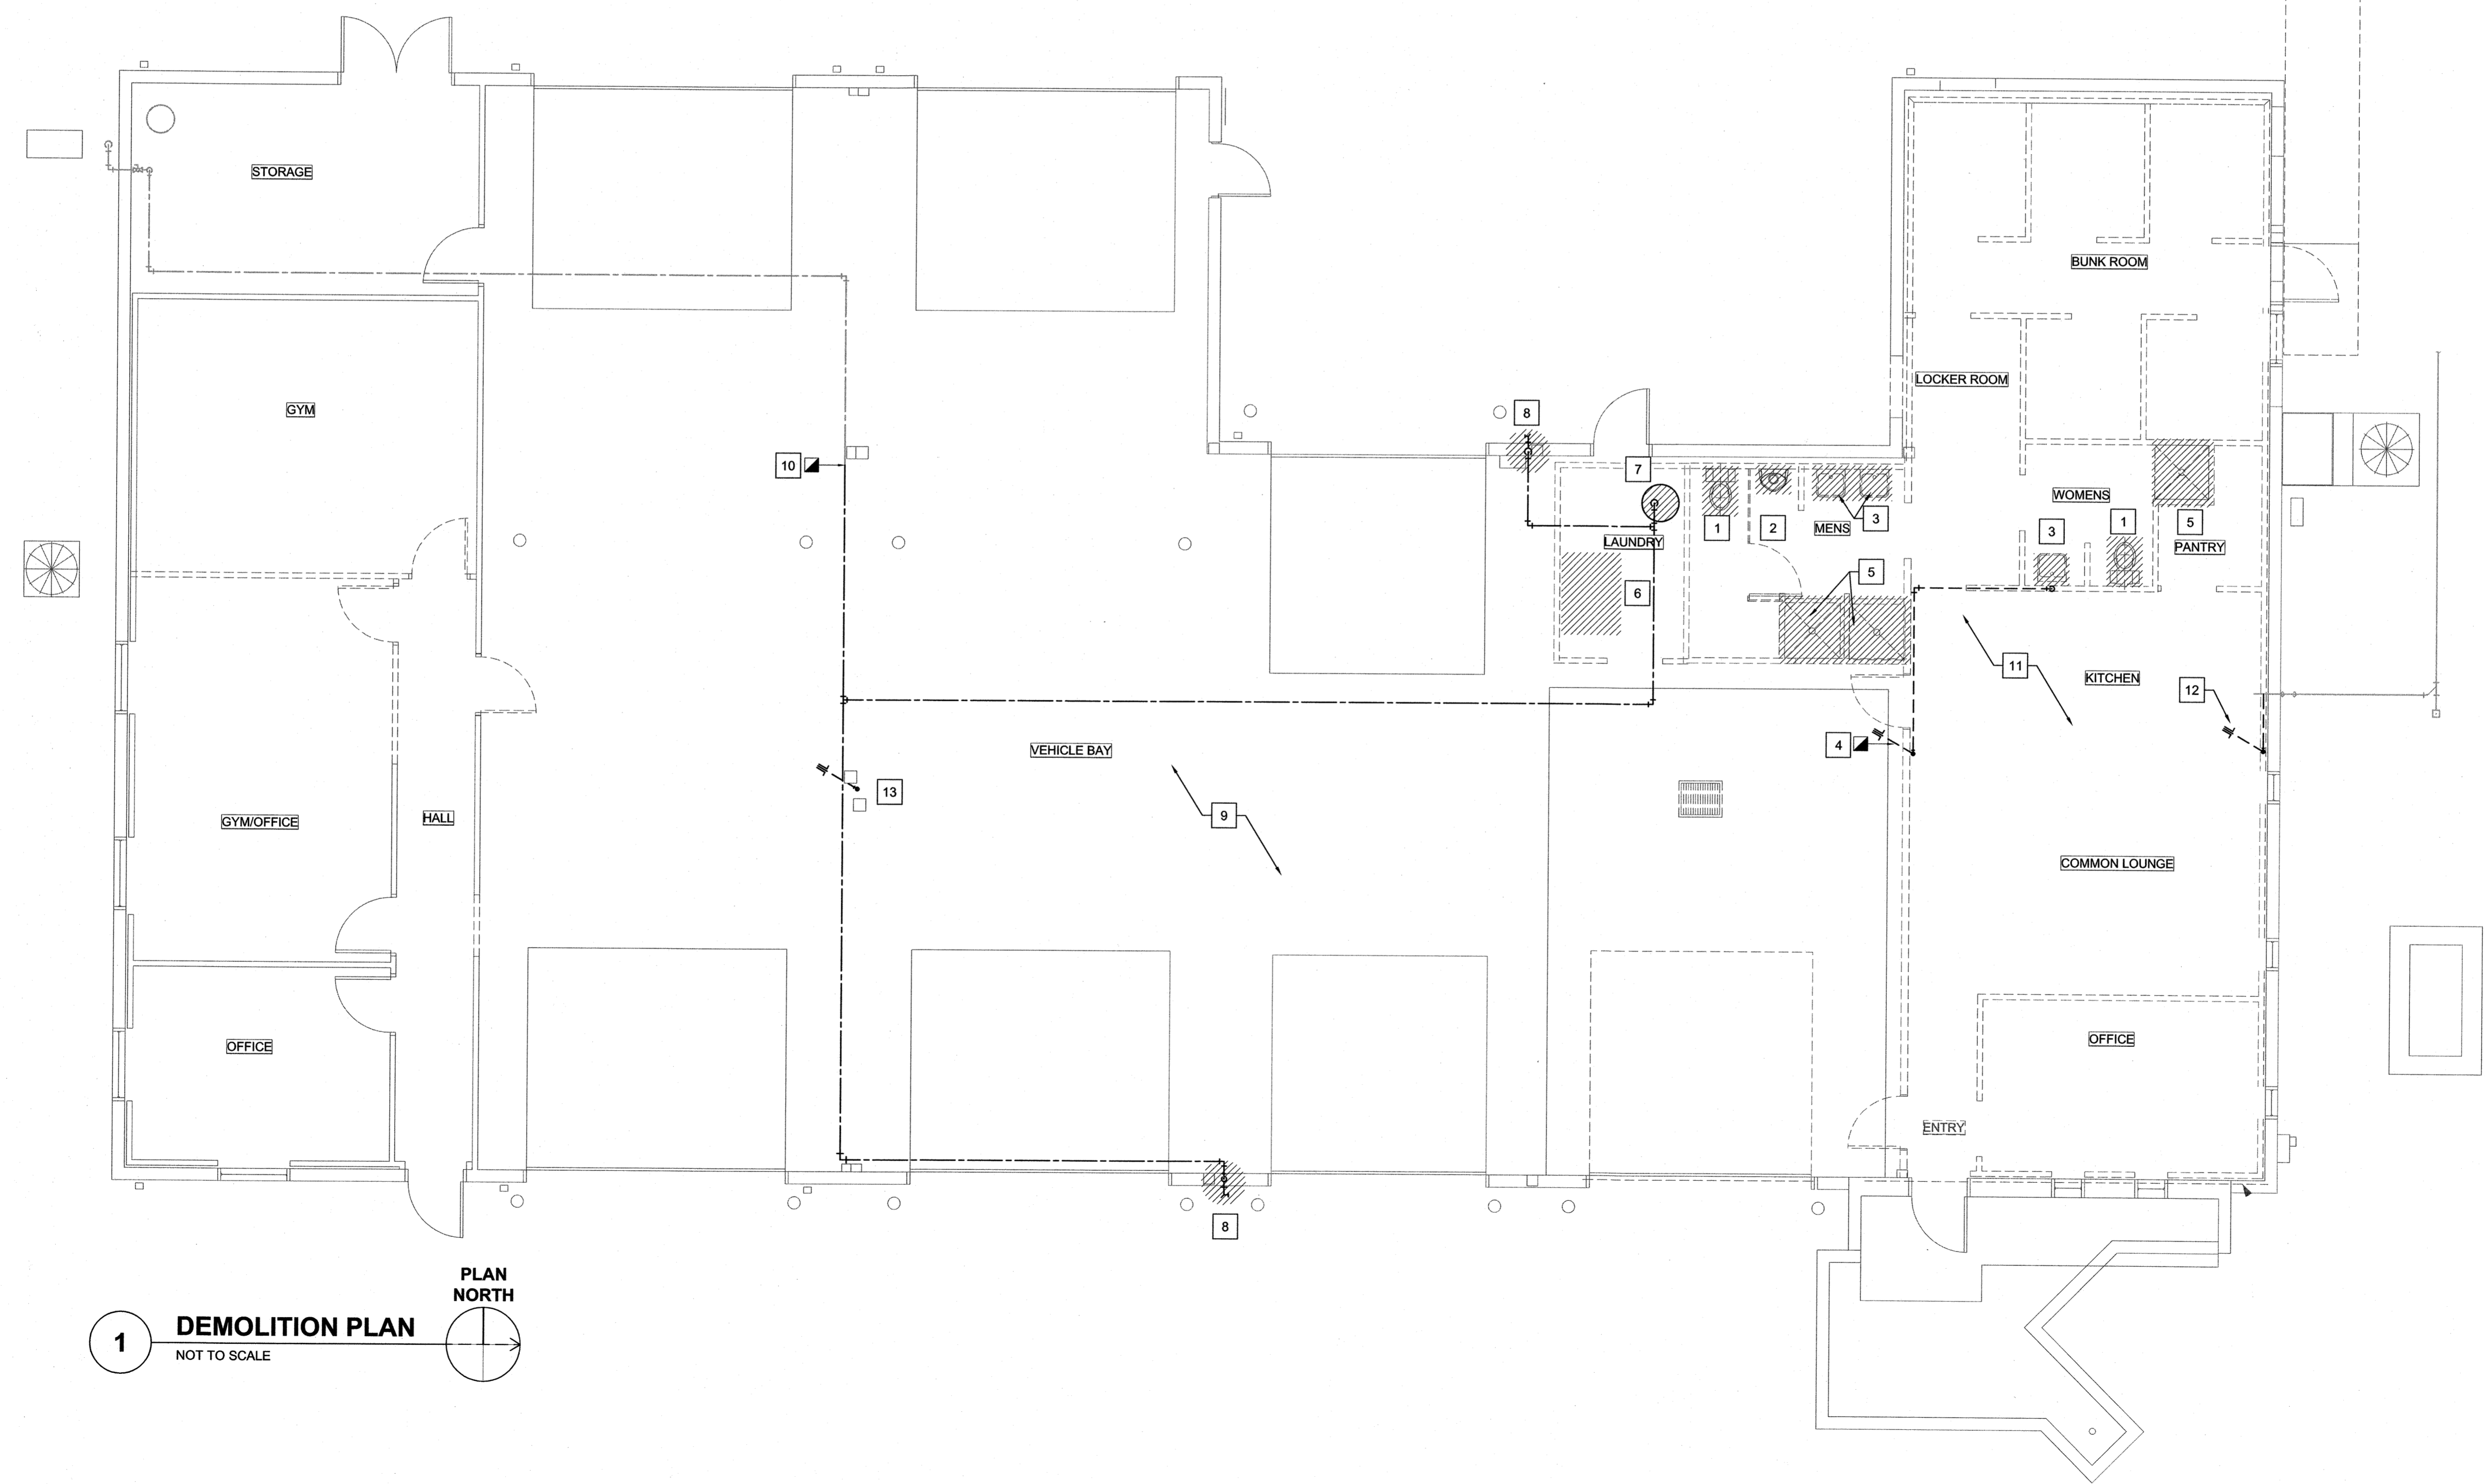 STORAGE
BUNK ROOM
LOCKER ROOM
GYM
8
10
7
WOMENS
1
2
3
MENS
3
1
5
LAUNDRY
PANTRY
5
6
11
KITCHEN
12
4
VEHICLE BAY
13
9
GYM/OFFICE
HALL
COMMON LOUNGE
OFFICE
OFFICE
ENTRY
8
PLAN
NORTH
1
DEMOLITION PLAN
NOT TO SCALE